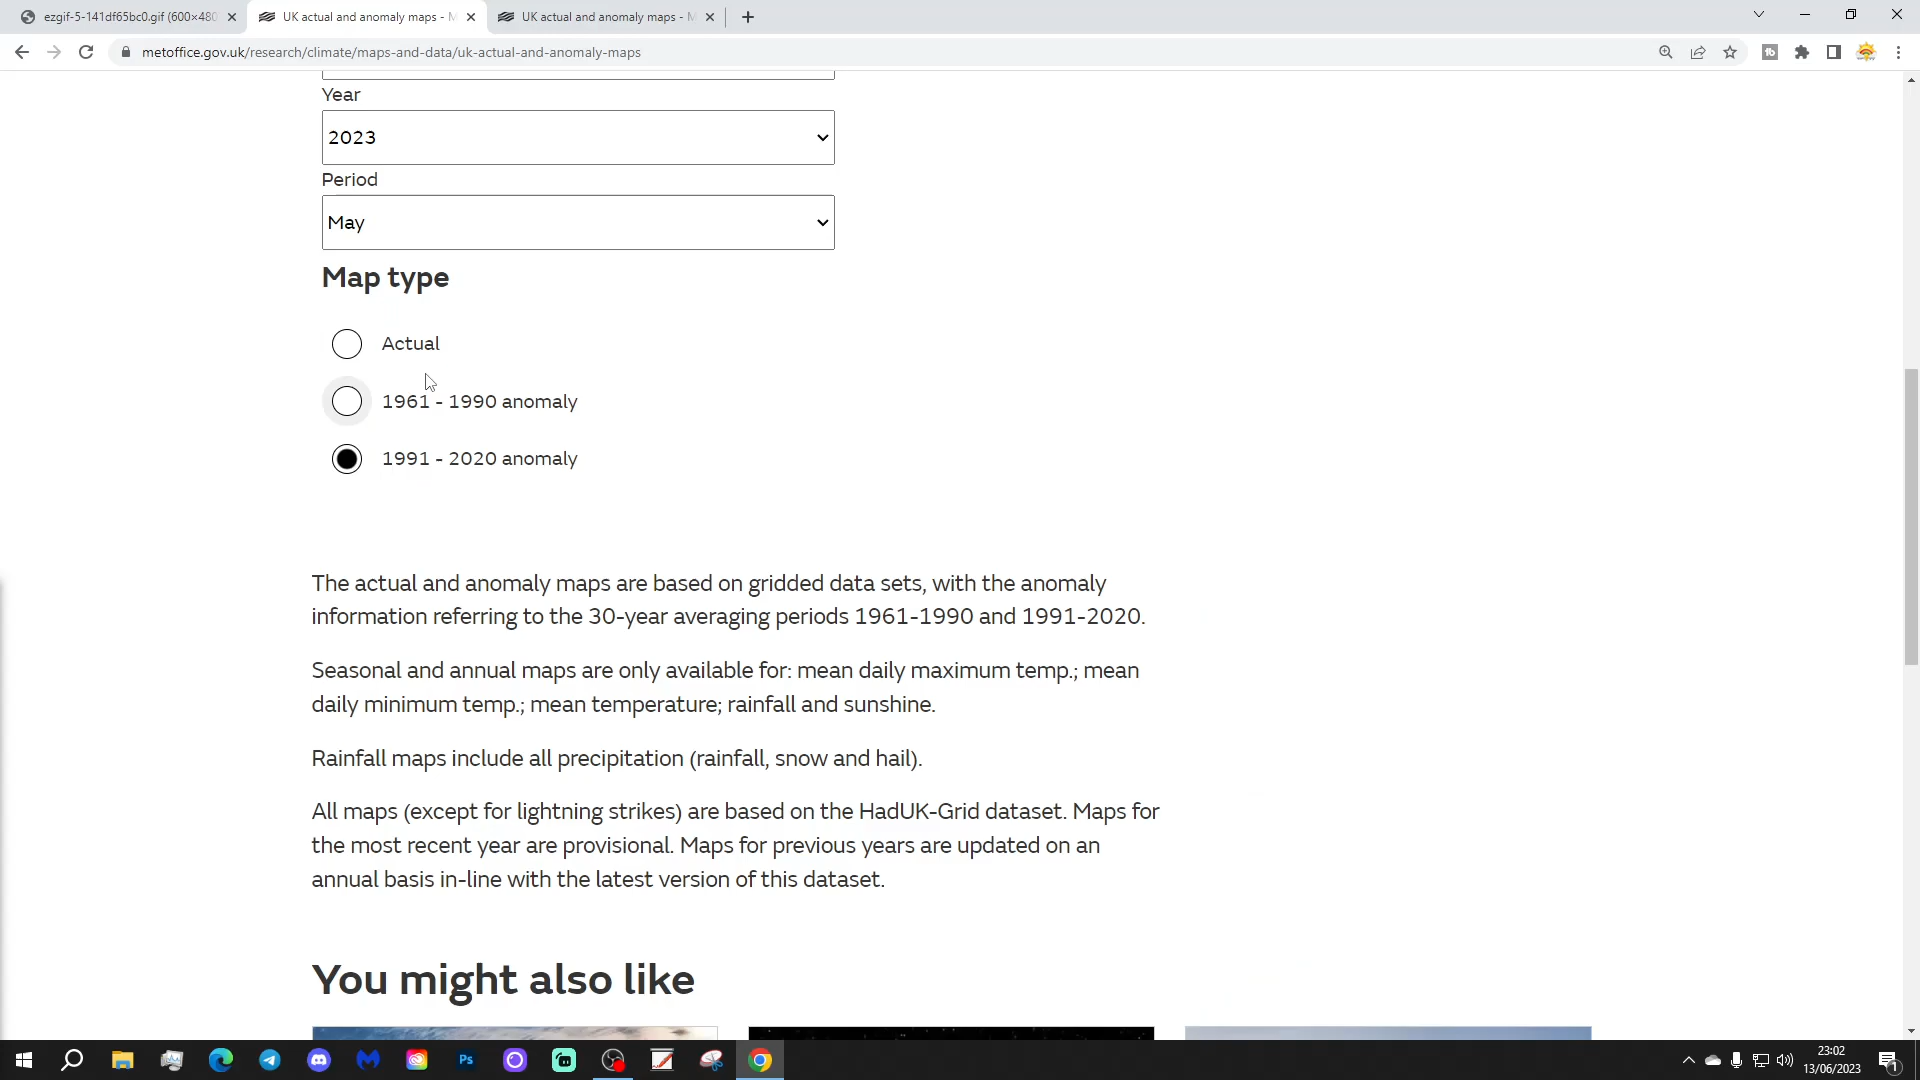 ezgif-5-141df65bc0.gif (600×480
UK actual and anomaly maps - M
UK actual and anomaly maps - M
metoffice.gov.uk/research/climate/maps-and-data/uk-actual-and-anomaly-maps
Year
2023
Period
May
Map type
Actual
1961 - 1990 anomaly
1991 - 2020 anomaly
The actual and anomaly maps are based on gridded data sets, with the anomaly
information referring to the 30-year averaging periods 1961-1990 and 1991-2020.
Seasonal and annual maps are only available for: mean daily maximum temp.; mean
daily minimum temp.; mean temperature; rainfall and sunshine.
Rainfall maps include all precipitation (rainfall, snow and hail).
All maps (except for lightning strikes) are based on the HadUK-Grid dataset. Maps for
the most recent year are provisional. Maps for previous years are updated on an
annual basis in-line with the latest version of this dataset.
You might also like
Ps
23:02
13/06/2023
1